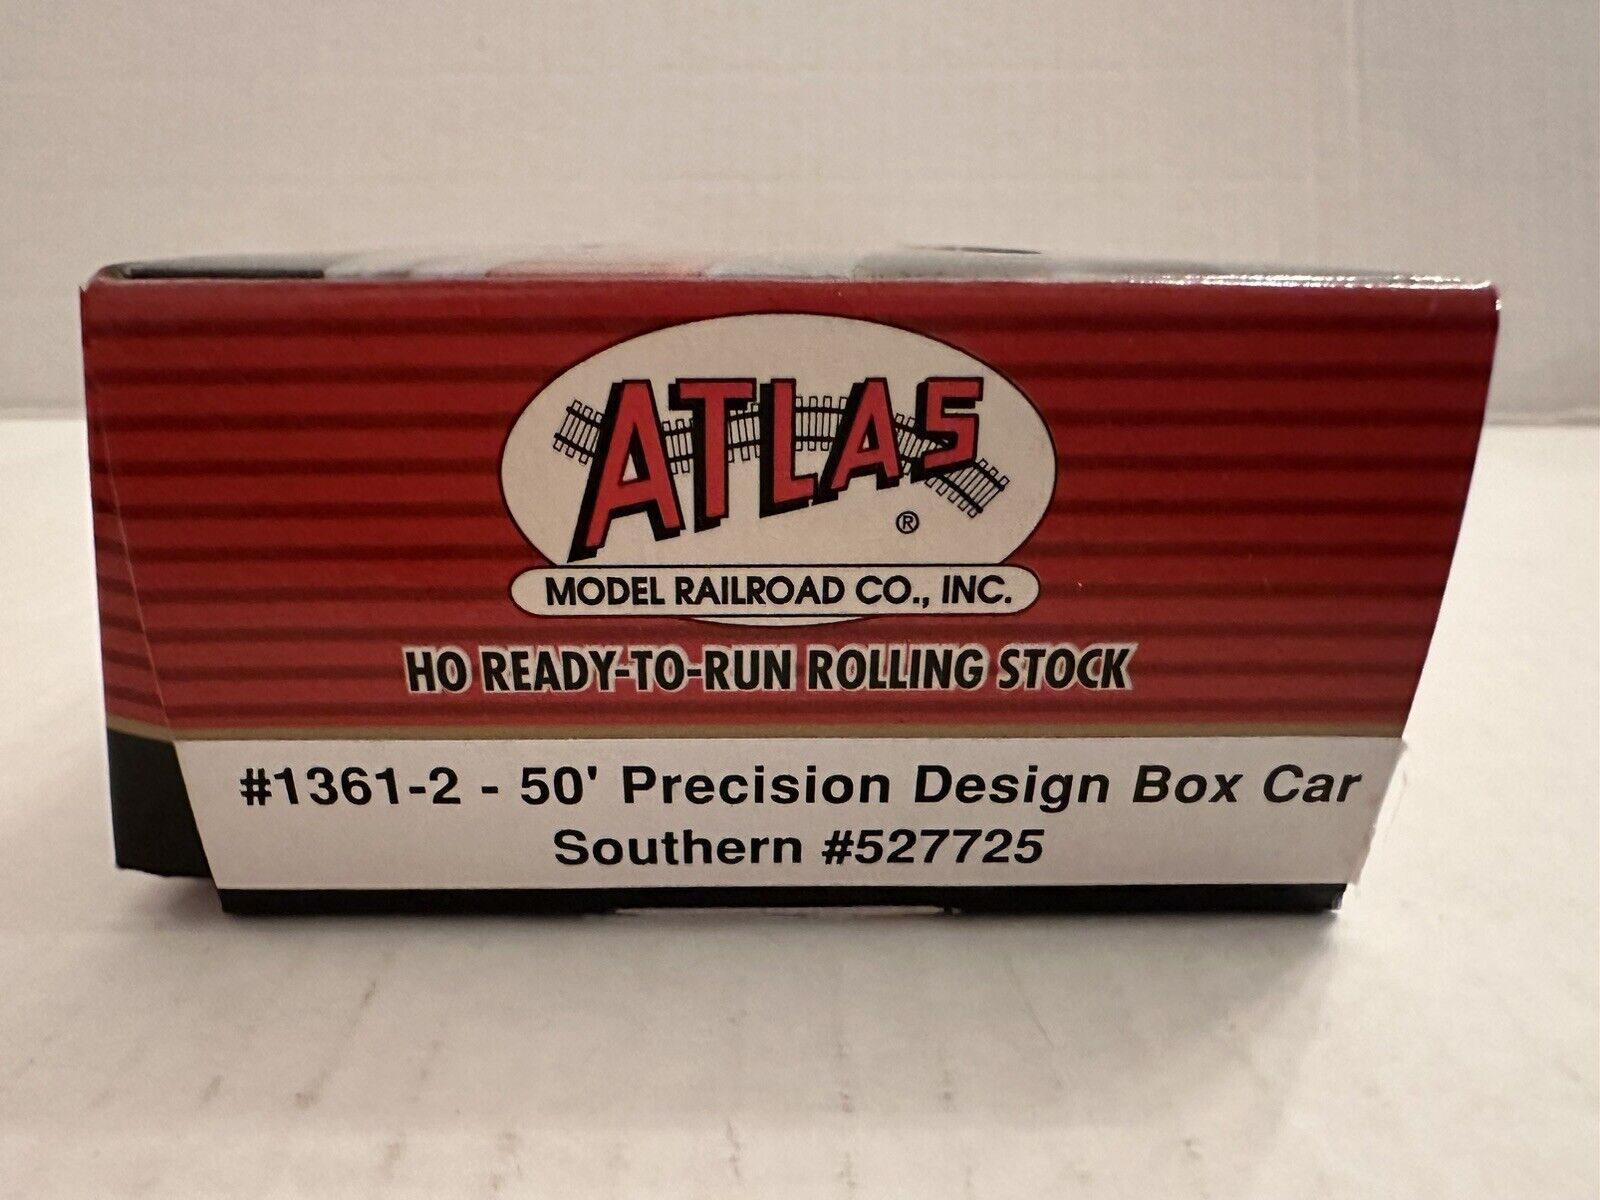 ATLAS
®
MODEL RAILROAD CO., INC.
HO READY-TO-RUN ROLLING STOCK
#1361-2 - 50' Precision Design Box Car
Southern #527725